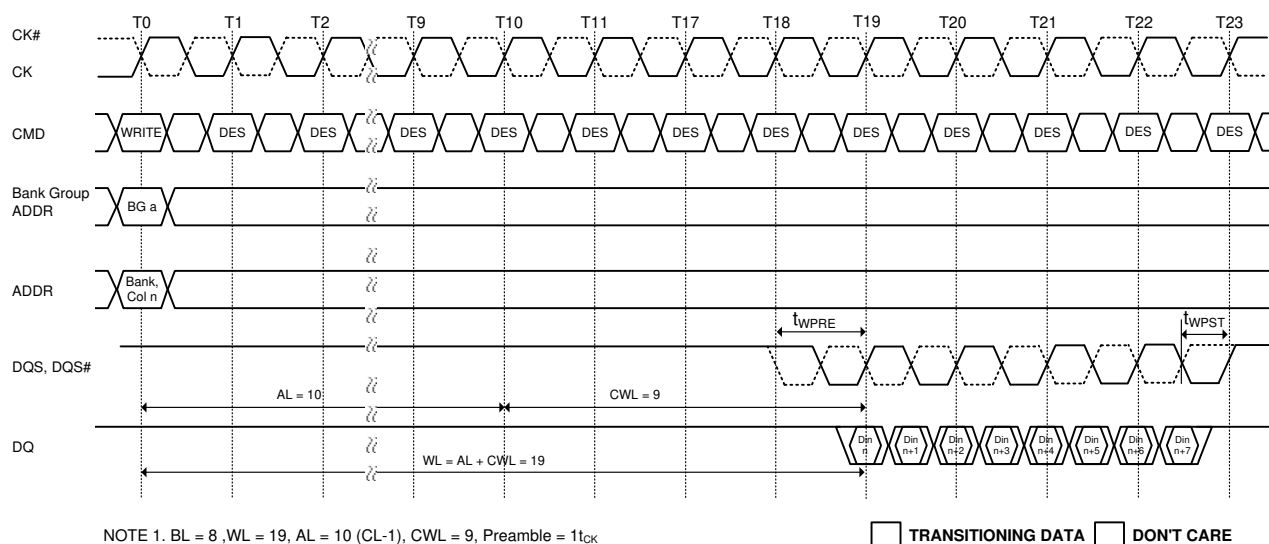 T0 T1 T2 T9 T10 T11 T17 T18 T19 T20 T21 T22 T23
CK#
CK
CMD WRITE DES DES DES DES DES DES DES DES DES DES DES DES
Bank Group
ADDR BG a
ADDR Bank,
Col n
tWPRE tWPST
DQS, DQS#
AL = 10 CWL = 9
DQ Din
n Din
n+1 Din
n+2 Din
n+3 Din
n+4 Din
n+5 Din
n+6 Din
n+7
WL = AL + CWL = 19
NOTE 1. BL = 8 ,WL = 19, AL = 10 (CL-1), CWL = 9, Preamble = 1tCK TRANSITIONING DATA DON'T CARE